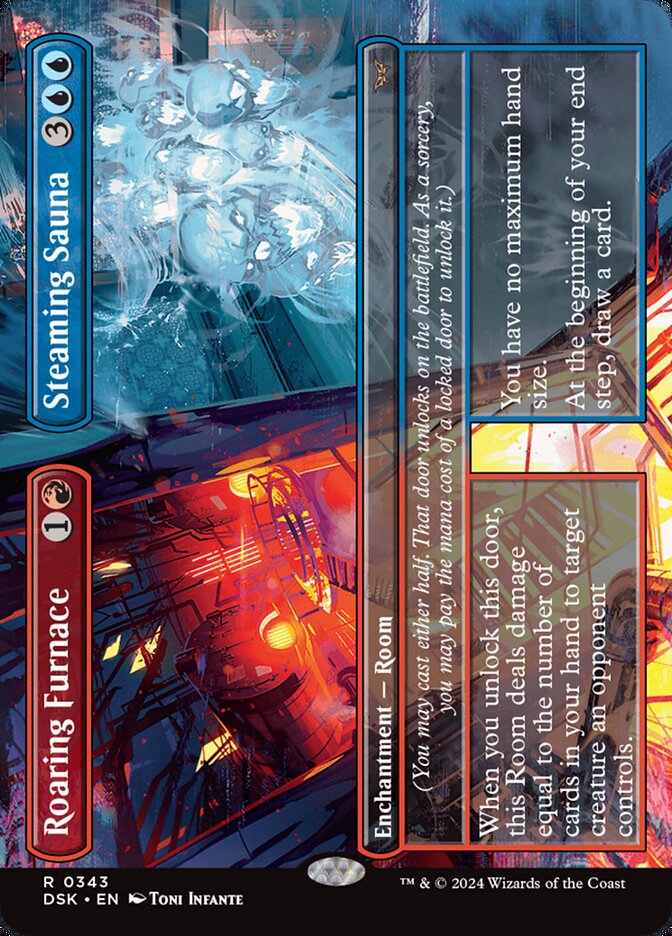 Roaring Furnace 1
Steaming Sauna 3
Enchantment — Room
(You may cast either half. That door unlocks on the battlefield. As a sorcery,
you may pay the mana cost of a locked door to unlock it.)
When you unlock this door,
this Room deals damage
equal to the number of
cards in your hand to target
creature an opponent
controls.
You have no maximum hand
size.
At the beginning of your end
step, draw a card.
R 0343
DSK • EN Toni Infante
™ & © 2024 Wizards of the Coast